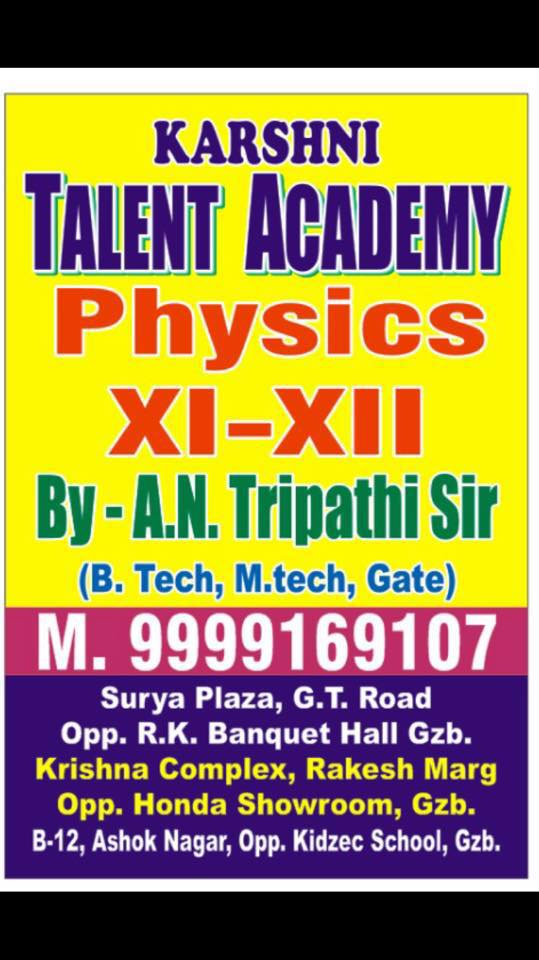 KARSHNI
TALENT ACADEMY
Physics
XI-XII
By - A.N. Tripathi Sir
(B. Tech, M.tech, Gate)
M. 9999169107
Surya Plaza, G.T. Road
Opp. R.K. Banquet Hall Gzb.
Krishna Complex, Rakesh Marg
Opp. Honda Showroom, Gzb.
B-12, Ashok Nagar, Opp. Kidzec School, Gzb.